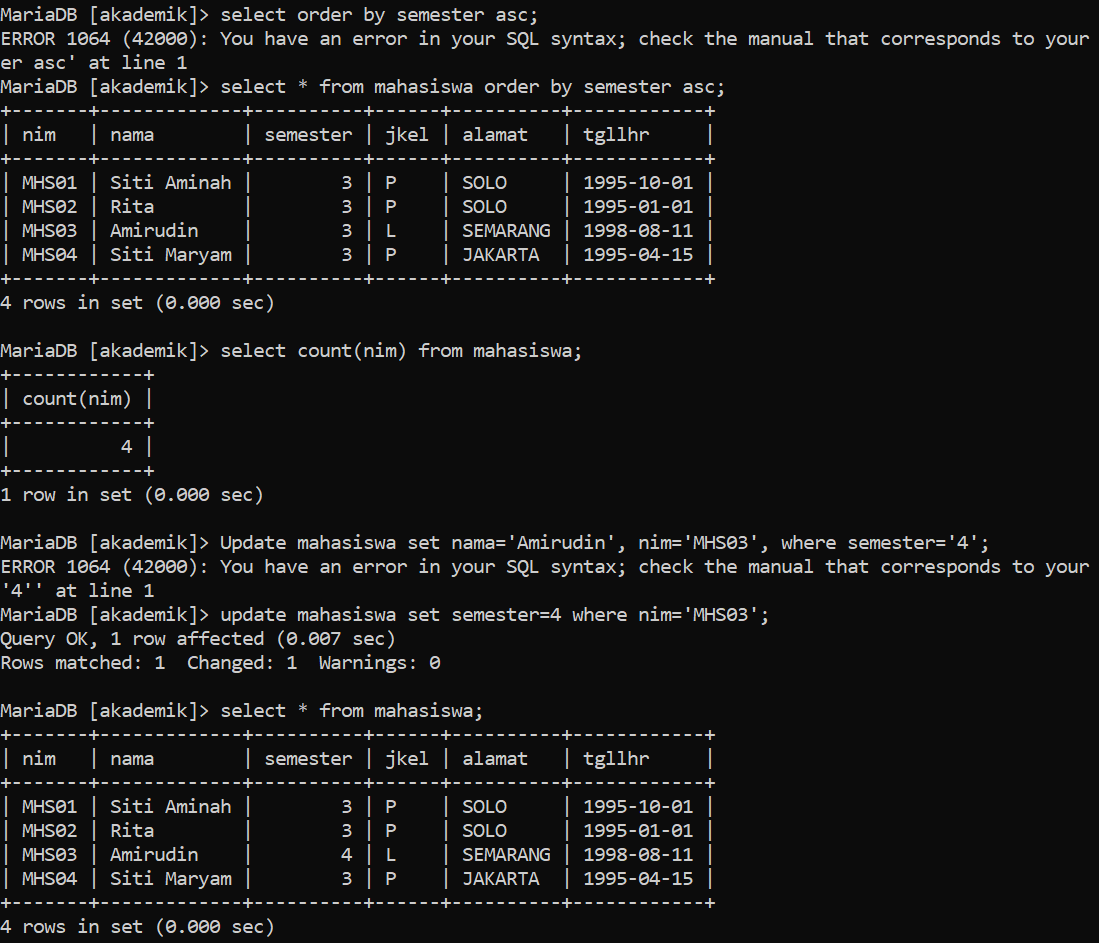 MariaDB [akademik]> select order by semester asc;
ERROR 1064 (42000): You have an error in your SQL syntax; check the manual that corresponds to your
er asc' at line 1
MariaDB [akademik]> select * from mahasiswa order by semester asc;
+-------+-------------+----------+------+----------+------------+
| nim   | nama        | semester | jkel | alamat   | tgllhr     |
+-------+-------------+----------+------+----------+------------+
| MHS01 | Siti Aminah |        3 | P    | SOLO     | 1995-10-01 |
| MHS02 | Rita        |        3 | P    | SOLO     | 1995-01-01 |
| MHS03 | Amirudin    |        3 | L    | SEMARANG | 1998-08-11 |
| MHS04 | Siti Maryam |        3 | P    | JAKARTA  | 1995-04-15 |
+-------+-------------+----------+------+----------+------------+
4 rows in set (0.000 sec)

MariaDB [akademik]> select count(nim) from mahasiswa;
+------------+
| count(nim) |
+------------+
|          4 |
+------------+
1 row in set (0.000 sec)

MariaDB [akademik]> Update mahasiswa set nama='Amirudin', nim='MHS03', where semester='4';
ERROR 1064 (42000): You have an error in your SQL syntax; check the manual that corresponds to your
'4'' at line 1
MariaDB [akademik]> update mahasiswa set semester=4 where nim='MHS03';
Query OK, 1 row affected (0.007 sec)
Rows matched: 1  Changed: 1  Warnings: 0

MariaDB [akademik]> select * from mahasiswa;
+-------+-------------+----------+------+----------+------------+
| nim   | nama        | semester | jkel | alamat   | tgllhr     |
+-------+-------------+----------+------+----------+------------+
| MHS01 | Siti Aminah |        3 | P    | SOLO     | 1995-10-01 |
| MHS02 | Rita        |        3 | P    | SOLO     | 1995-01-01 |
| MHS03 | Amirudin    |        4 | L    | SEMARANG | 1998-08-11 |
| MHS04 | Siti Maryam |        3 | P    | JAKARTA  | 1995-04-15 |
+-------+-------------+----------+------+----------+------------+
4 rows in set (0.000 sec)